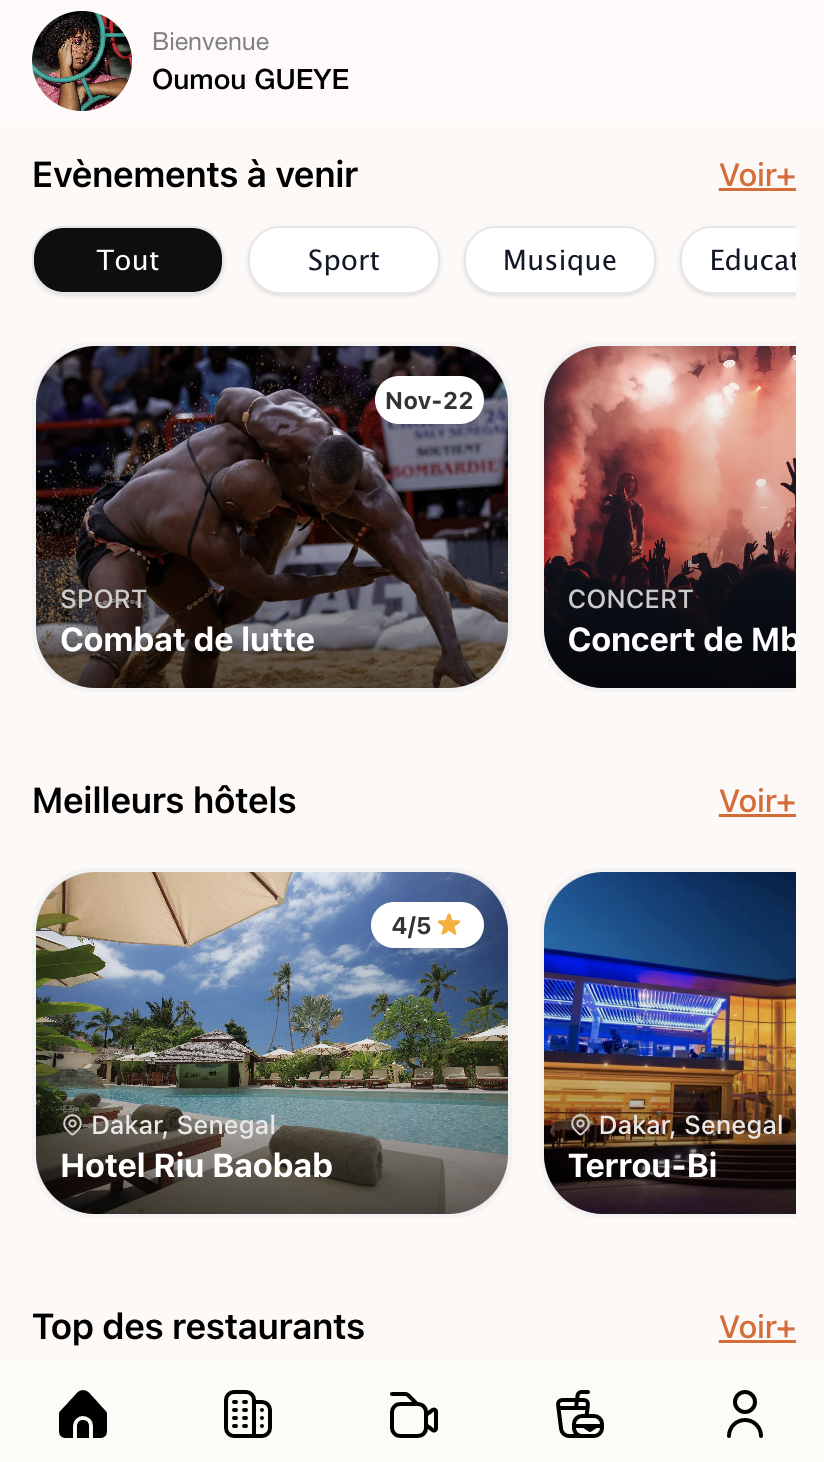 Bienvenue
Oumou GUEYE
Evènements à venir
Voir+
Tout
Sport
Musique
Educat
Nov-22
SOUTIENT
BOMBARDIE
SPORT
Combat de lutte
CONCERT
Concert de Mb
Meilleurs hôtels
Voir+
4/5
Dakar, Senegal
Hotel Riu Baobab
Dakar, Senegal
Terrou-Bi
Top des restaurants
Voir+